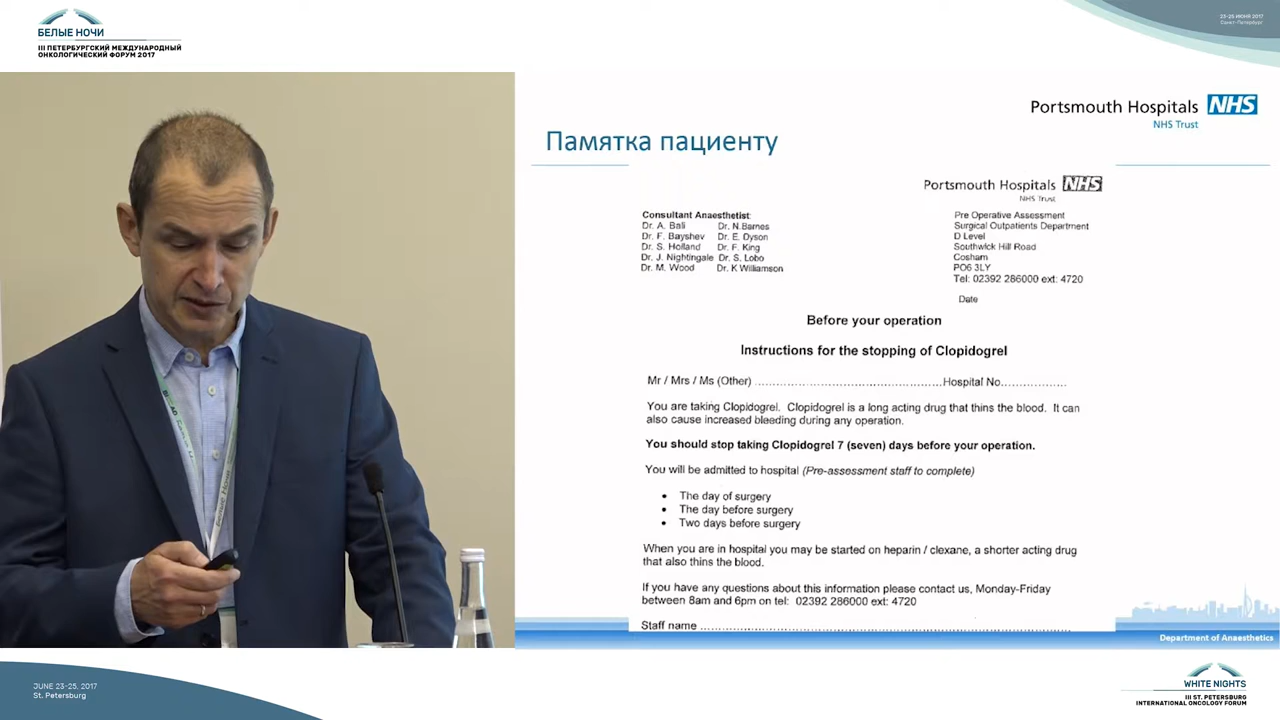 БЕЛЫЕ НОЧИ
III ПЕТЕРБУРГСКИЙ МЕЖДУНАРОДНЫЙ
ОНКОЛОГИЧЕСКИЙ ФОРУМ 2017
23-25 ИЮНЯ 2017
Санкт-Петербург
Portsmouth Hospitals NHS
NHS Trust
Памятка пациенту
Portsmouth Hospitals NHS
NHS Trust
Consultant Anaesthetist:
Dr. A. Bali Dr. N.Barnes
Dr. F. Bayshev Dr. E. Dyson
Dr. S. Holland Dr. F. King
Dr. J. Nightingale Dr. S. Lobo
Dr. M. Wood Dr. K Williamson
Pre Operative Assessment
Surgical Outpatients Department
D Level
Southwick Hill Road
Cosham
PO6 3LY
Tel: 02392 286000 ext: 4720
Date
Before your operation
Instructions for the stopping of Clopidogrel
Mr / Mrs / Ms (Other) ..........................................Hospital No...............
You are taking Clopidogrel. Clopidogrel is a long acting drug that thins the blood. It can
also cause increased bleeding during any operation.
You should stop taking Clopidogrel 7 (seven) days before your operation.
You will be admitted to hospital (Pre-assessment staff to complete)
• The day of surgery
• The day before surgery
• Two days before surgery
When you are in hospital you may be started on heparin / clexane, a shorter acting drug
that also thins the blood.
If you have any questions about this information please contact us, Monday-Friday
between 8am and 6pm on tel: 02392 286000 ext: 4720
Staff name ..........................................................................
Department of Anaesthetics
JUNE 23-25, 2017
St. Petersburg
WHITE NIGHTS
III ST. PETERSBURG
INTERNATIONAL ONCOLOGY FORUM